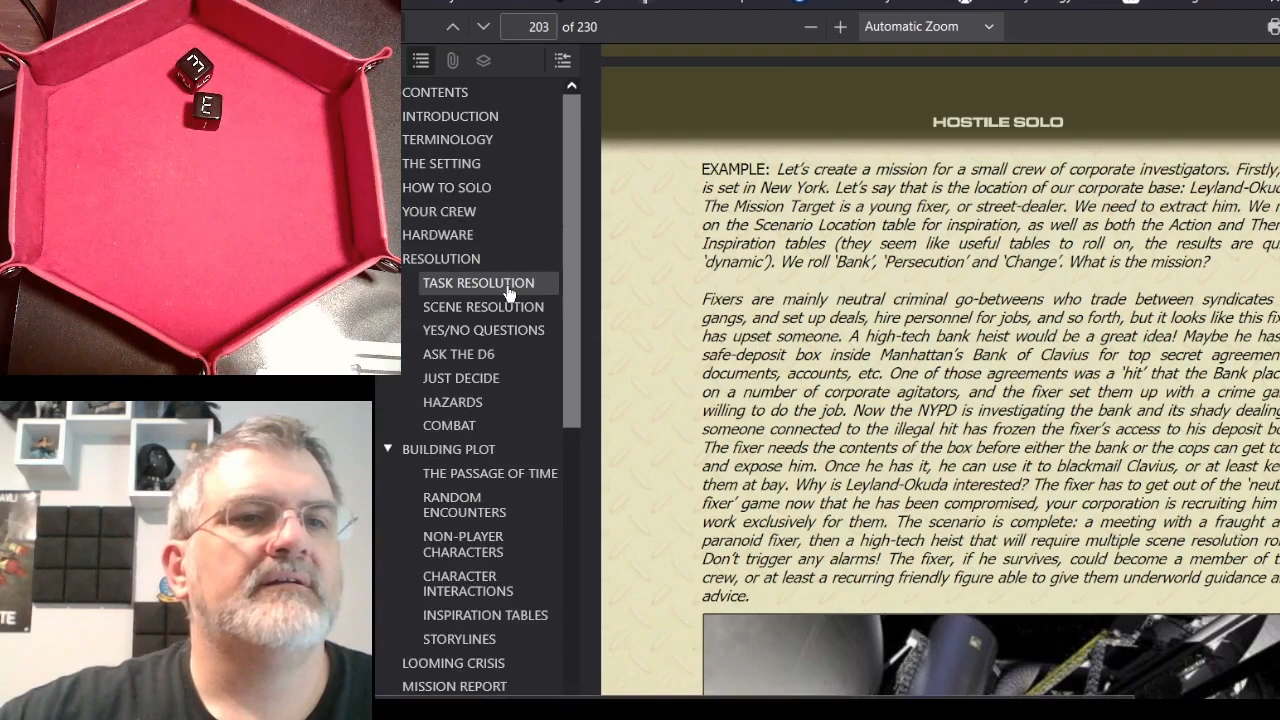 203 of 230
Automatic Zoom
CONTENTS
INTRODUCTION
TERMINOLOGY
THE SETTING
HOW TO SOLO
YOUR CREW
HARDWARE
RESOLUTION
TASK RESOLUTION
SCENE RESOLUTION
YES/NO QUESTIONS
ASK THE D6
JUST DECIDE
HAZARDS
COMBAT
BUILDING PLOT
THE PASSAGE OF TIME
RANDOM
ENCOUNTERS
NON-PLAYER
CHARACTERS
CHARACTER
INTERACTIONS
INSPIRATION TABLES
STORYLINES
LOOMING CRISIS
MISSION REPORT
HOSTILE SOLO
EXAMPLE: Let's create a mission for a small crew of corporate investigators. Firstly,
is set in New York. Let's say that is the location of our corporate base: Leyland-Oku
The Mission Target is a young fixer, or street-dealer. We need to extract him. We
on the Scenario Location table for inspiration, as well as both the Action and The
Inspiration tables (they seem like useful tables to roll on, the results are qu
'dynamic'). We roll 'Bank', 'Persecution' and 'Change'. What is the mission?
Fixers are mainly neutral criminal go-betweens who trade between syndicates
gangs, and set up deals, hire personnel for jobs, and so forth, but it looks like this fi
has upset someone. A high-tech bank heist would be a great idea! Maybe he has
safe-deposit box inside Manhattan's Bank of Clavius for top secret agreemen
documents, accounts, etc. One of those agreements was a 'hit' that the Bank plac
on a number of corporate agitators, and the fixer set them up with a crime ga
willing to do the job. Now the NYPD is investigating the bank and its shady dealin
someone connected to the illegal hit has frozen the fixer's access to his deposit bo
The fixer needs the contents of the box before either the bank or the cops can get to
and expose him. Once he has it, he can use it to blackmail Clavius, or at least ke
them at bay. Why is Leyland-Okuda interested? The fixer has to get out of the 'neut
fixer' game now that he has been compromised, your corporation is recruiting him
work exclusively for them. The scenario is complete: a meeting with a fraught a
paranoid fixer, then a high-tech heist that will require multiple scene resolution ro
Don't trigger any alarms! The fixer, if he survives, could become a member of t
crew, or at least a recurring friendly figure able to give them underworld guidance a
advice.